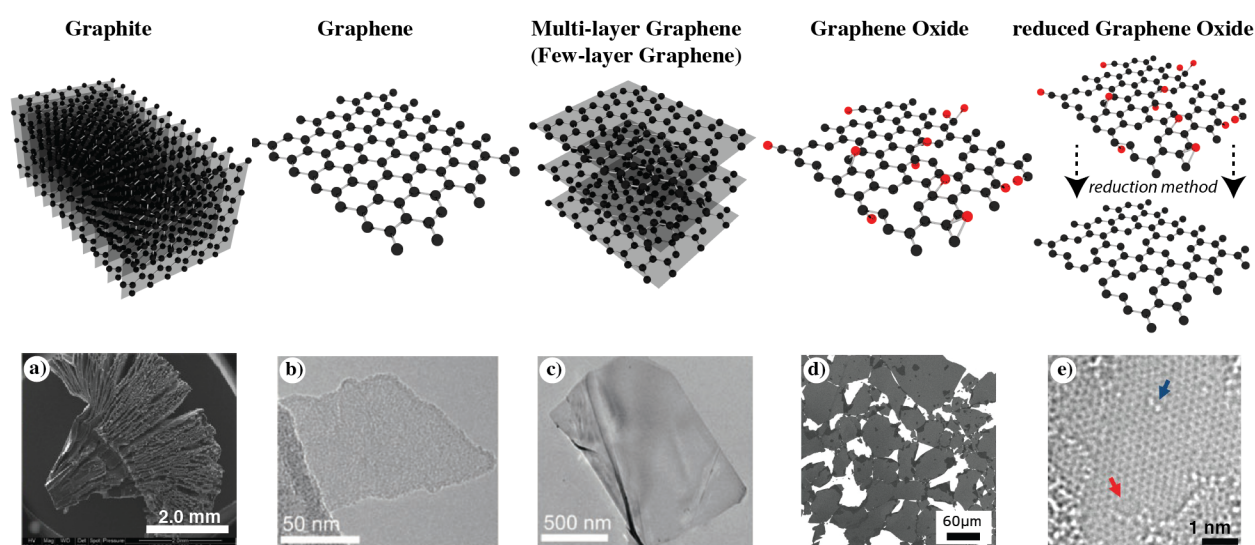 Graphite
Graphene
Multi-layer Graphene
(Few-layer Graphene)
Graphene Oxide
reduced Graphene Oxide
reduction method
a)
2.0 mm
b)
50 nm
c)
500 nm
d)
60µm
e)
1 nm